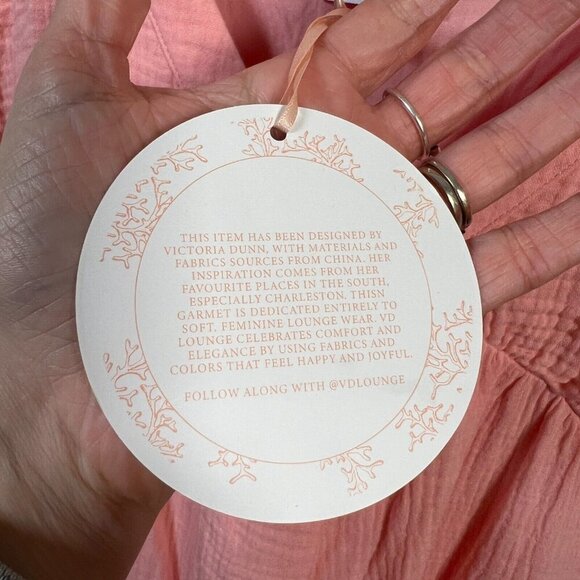 THIS ITEM HAS BEEN DESIGNED BY
VICTORIA DUNN, WITH MATERIALS AND
FABRICS SOURCES FROM CHINA. HER
INSPIRATION COMES FROM HER
FAVOURITE PLACES IN THE SOUTH,
ESPECIALLY CHARLESTON. THISN
GARMET IS DEDICATED ENTIRELY TO
SOFT, FEMININE LOUNGE WEAR. VD
LOUNGE CELEBRATES COMFORT AND
ELEGANCE BY USING FABRICS AND
COLORS THAT FEEL HAPPY AND JOYFUL.
FOLLOW ALONG WITH @VDLOUNGE